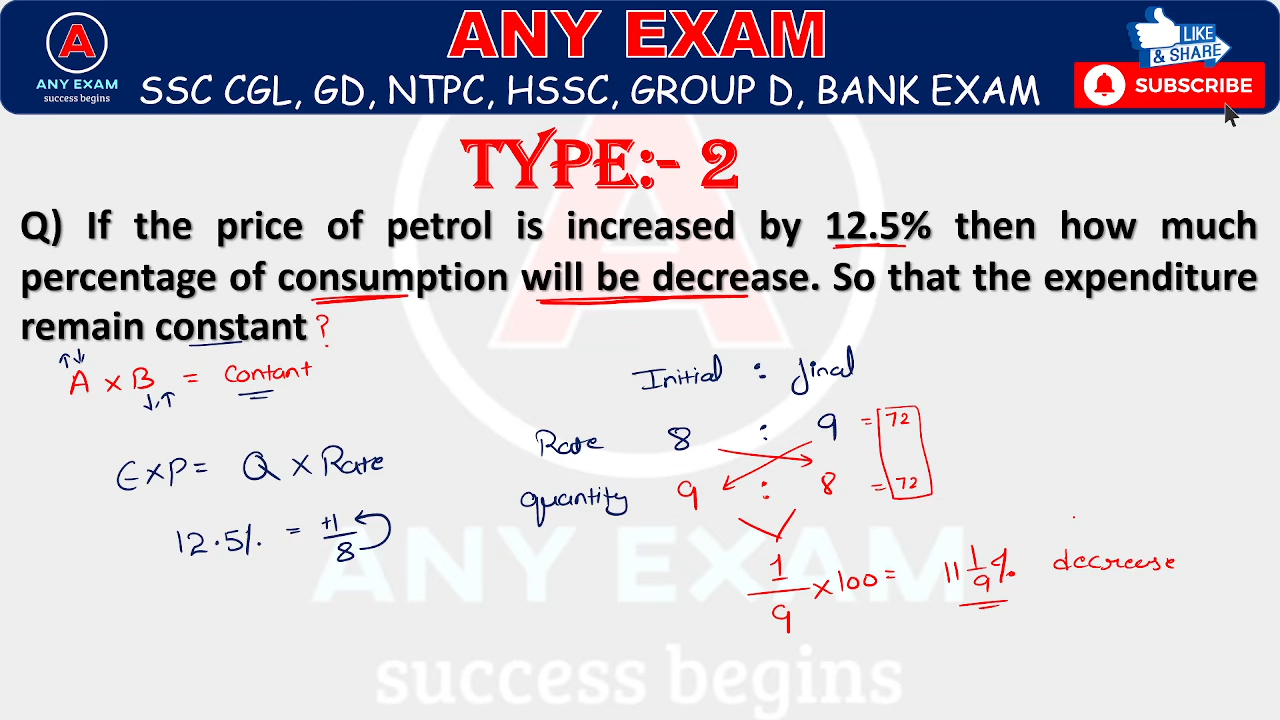 ANY EXAM
LIKE
& SHARE
A
ANY EXAM
success begins
SSC CGL, GD, NTPC, HSSC, GROUP D, BANK EXAM
SUBSCRIBE
TYPE:- 2
Q) If the price of petrol is increased by 12.5% then how much
percentage of consumption will be decrease. So that the expenditure
remain constant ?
A × B = Contant
Initial : final
Rate 8 : 9 = 72
Exp = Q × Rate
quantity 9 : 8 = 72
12.5% = +1/8
1/9 × 100 = 11 1/9 % decrease
ANY EXAM
success begins